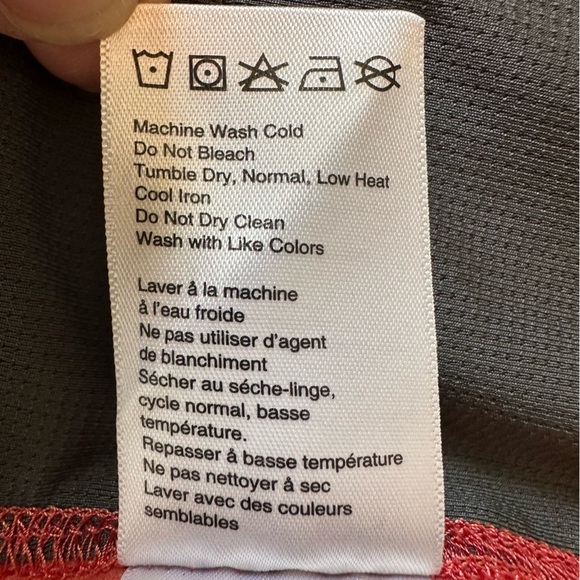 Machine Wash Cold
Do Not Bleach
Tumble Dry, Normal, Low Heat
Cool Iron
Do Not Dry Clean
Wash with Like Colors
Laver å la machine
å l'eau froide
Ne pas utiliser d'agent
de blanchiment
Sécher au séche-linge,
cycle normal, basse
température.
Repasser å basse température
Ne pas nettoyer å sec
Laver avec des couleurs
semblables